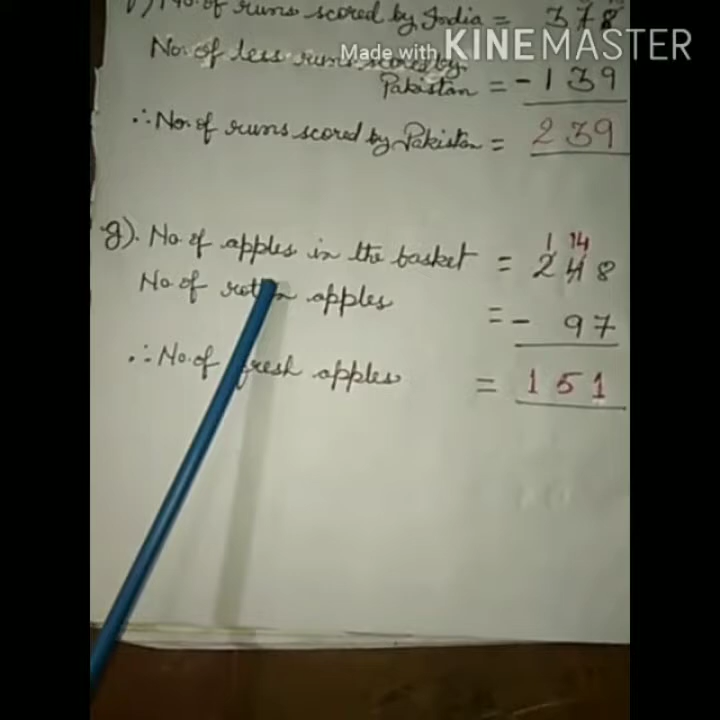 No. of runs scored by India = 378
Made with KINEMASTER
No. of less runs scored by
Pakistan = - 139
∴ No. of runs scored by Pakistan = 239
1 14
g). No. of apples in the basket = 248
No of rotten apples = - 97
∴ No. of fresh apples = 151